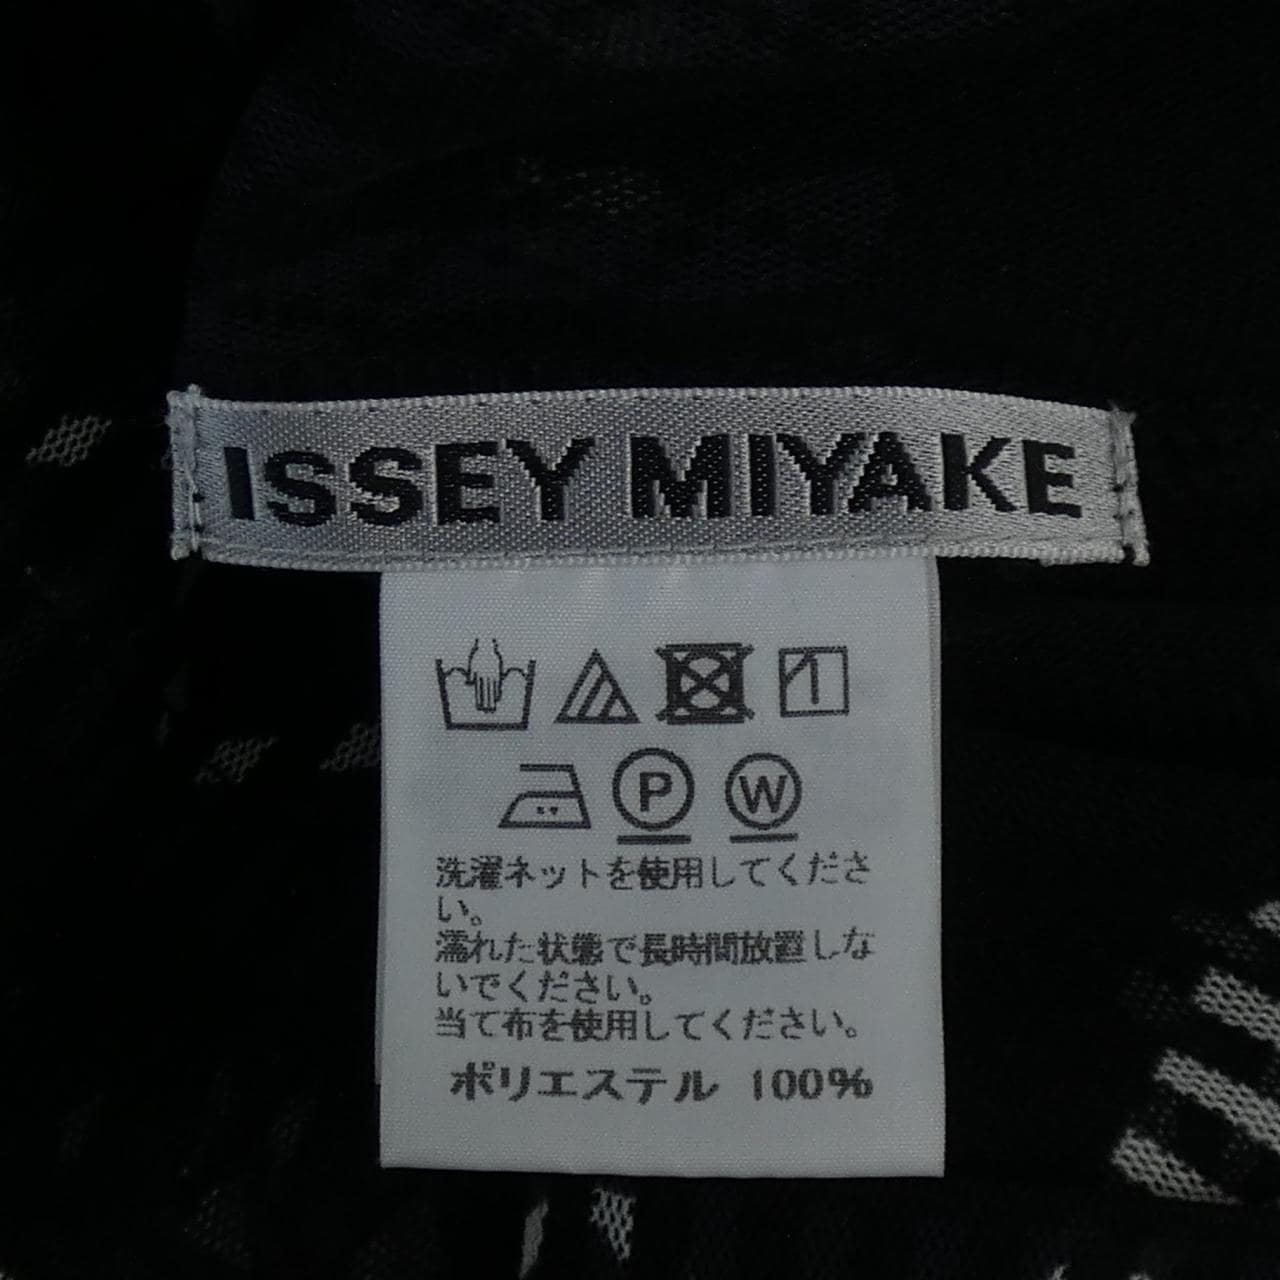 ISSEY MIYAKE
P W
洗濯ネットを使用してくださ
い。
濡れた状態で長時間放置しな
いでください。
当て布を使用してください。
ポリエステル 100%